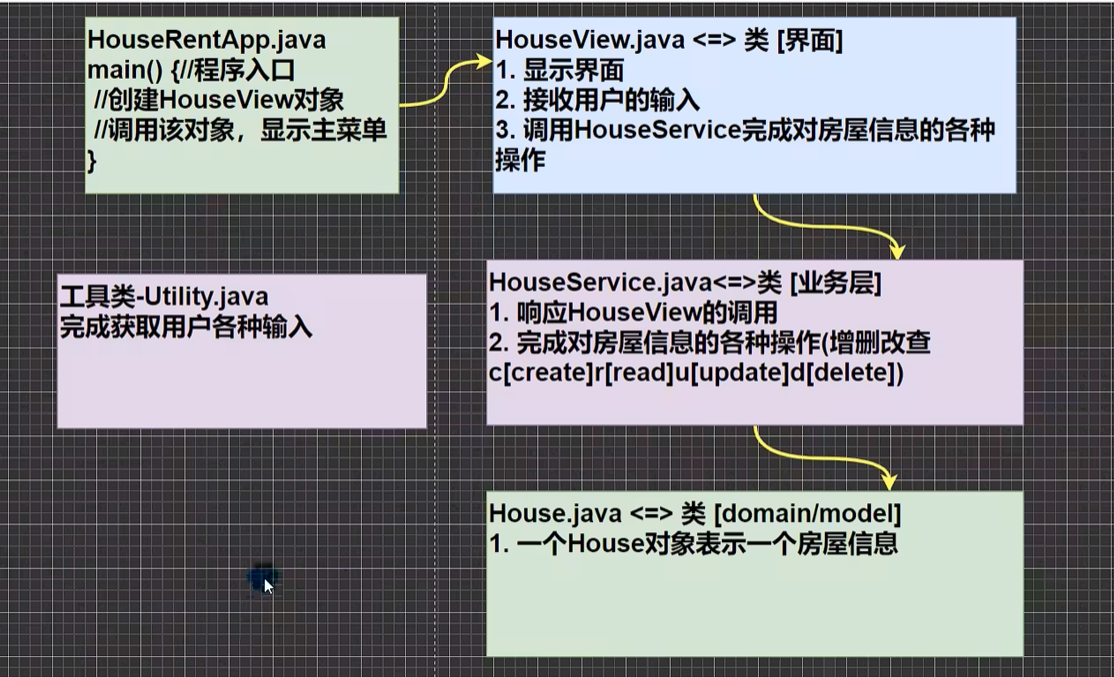 HouseRentApp.java
main() {//程序入口
//创建HouseView对象
//调用该对象，显示主菜单
}
HouseView.java <=> 类 [界面]
1. 显示界面
2. 接收用户的输入
3. 调用HouseService完成对房屋信息的各种
操作
工具类-Utility.java
完成获取用户各种输入
HouseService.java<=>类 [业务层]
1. 响应HouseView的调用
2. 完成对房屋信息的各种操作(增删改查
c[create]r[read]u[update]d[delete])
House.java <=> 类 [domain/model]
1. 一个House对象表示一个房屋信息